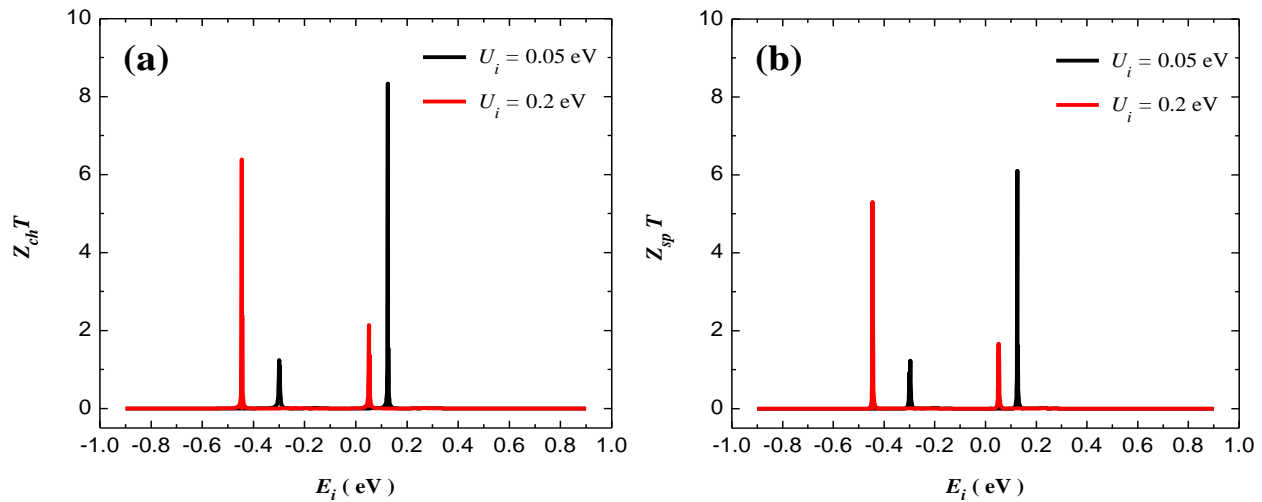 (a)
U_i = 0.05 eV
U_i = 0.2 eV
Z_ch T
10
8
6
4
2
0
-1.0 -0.8 -0.6 -0.4 -0.2 0.0 0.2 0.4 0.6 0.8 1.0
E_i ( eV )
(b)
U_i = 0.05 eV
U_i = 0.2 eV
Z_sp T
10
8
6
4
2
0
-1.0 -0.8 -0.6 -0.4 -0.2 0.0 0.2 0.4 0.6 0.8 1.0
E_i ( eV )